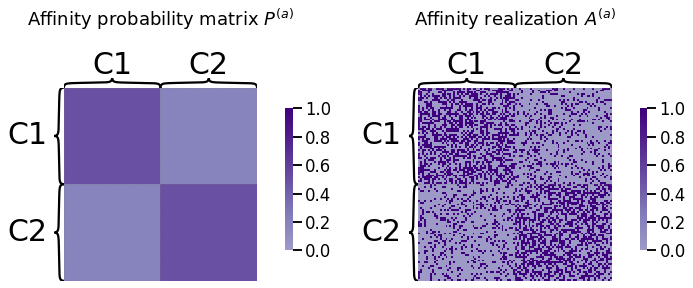 Affinity probability matrix P^(a)
C1 C2
C1
C2
1.0
0.8
0.6
0.4
0.2
0.0
Affinity realization A^(a)
C1 C2
C1
C2
1.0
0.8
0.6
0.4
0.2
0.0